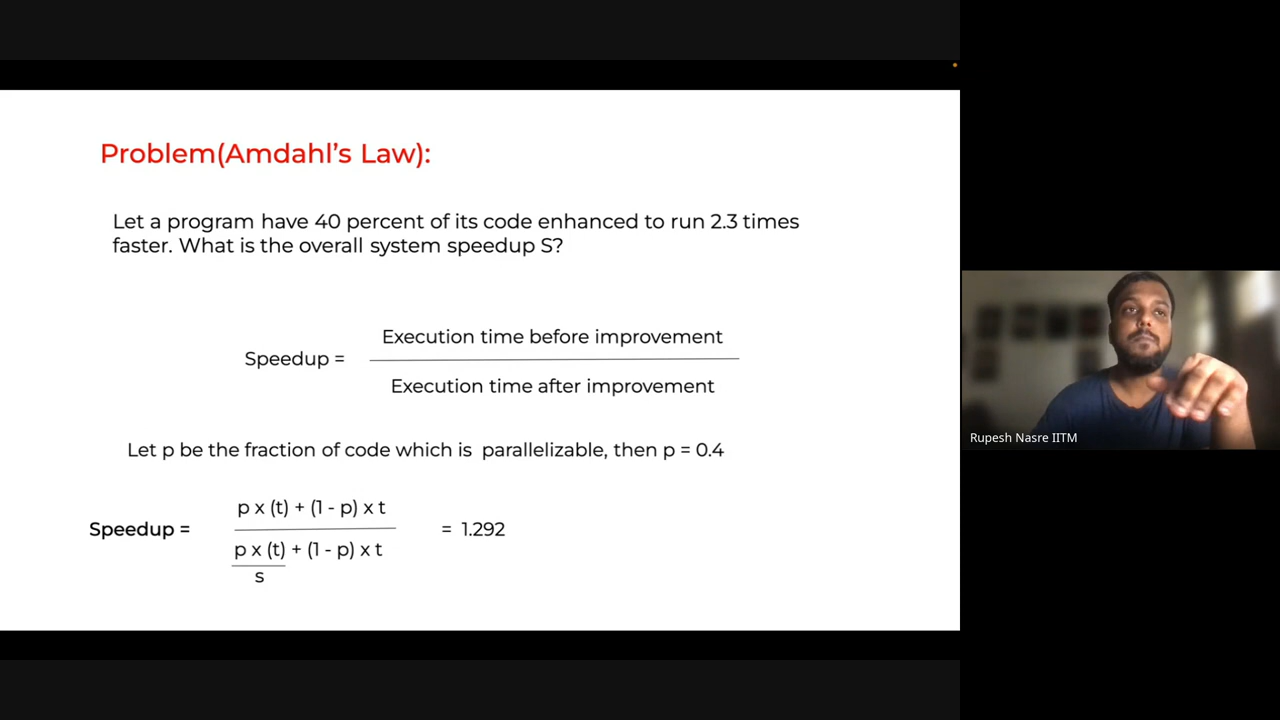 Problem(Amdahl's Law):
Let a program have 40 percent of its code enhanced to run 2.3 times
faster. What is the overall system speedup S?
Execution time before improvement
Speedup =
Execution time after improvement
Let p be the fraction of code which is parallelizable, then p = 0.4
p x (t) + (1 - p) x t
Speedup =
= 1.292
p x (t) + (1 - p) x t
s
Rupesh Nasre IITM